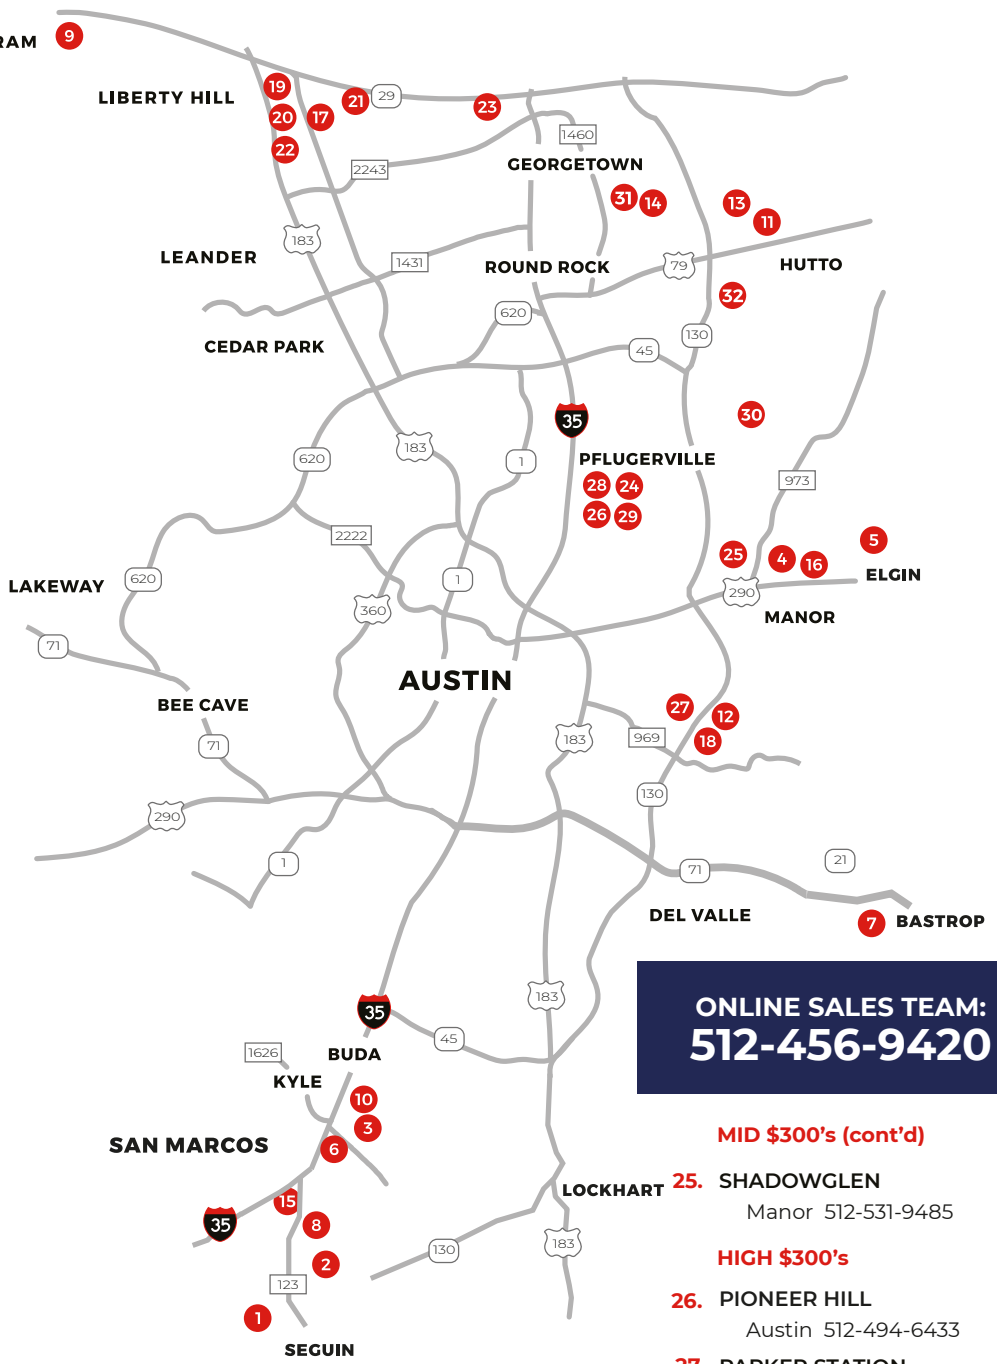 RAM
9
LIBERTY HILL
19
20
17
21
29
23
22
2243
1460
GEORGETOWN
31
14
13
11
183
LEANDER
1431
ROUND ROCK
79
HUTTO
32
620
CEDAR PARK
45
130
30
35
183
620
1
PFLUGERVILLE
973
28
24
26
29
2222
25
4
16
5
ELGIN
LAKEWAY
620
1
290
360
MANOR
71
AUSTIN
BEE CAVE
27
12
71
183
969
18
130
290
1
71
21
DEL VALLE
7
BASTROP
183
35
45
1626
BUDA
KYLE
10
SAN MARCOS
3
6
LOCKHART
15
35
8
183
130
2
123
1
SEGUIN
ONLINE SALES TEAM:
512-456-9420
MID $300's (cont'd)
25. SHADOWGLEN
Manor 512-531-9485
HIGH $300's
26. PIONEER HILL
Austin 512-494-6433
27. PARKER STATION